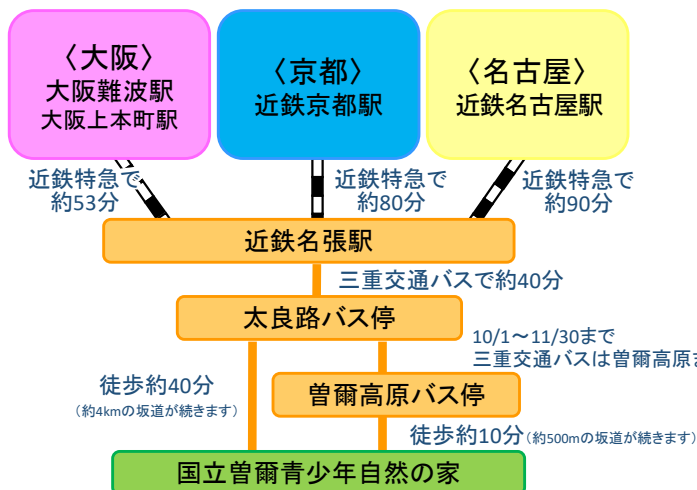 〈大阪〉
大阪難波駅
大阪上本町駅
〈京都〉
近鉄京都駅
〈名古屋〉
近鉄名古屋駅
近鉄特急で
約53分
近鉄特急で
約80分
近鉄特急で
約90分
近鉄名張駅
三重交通バスで約40分
太良路バス停
10/1～11/30まで
三重交通バスは曽爾高原
徒歩約40分
（約4kmの坂道が続きます）
曽爾高原バス停
徒歩約10分（約500mの坂道が続きます）
国立曽爾青少年自然の家